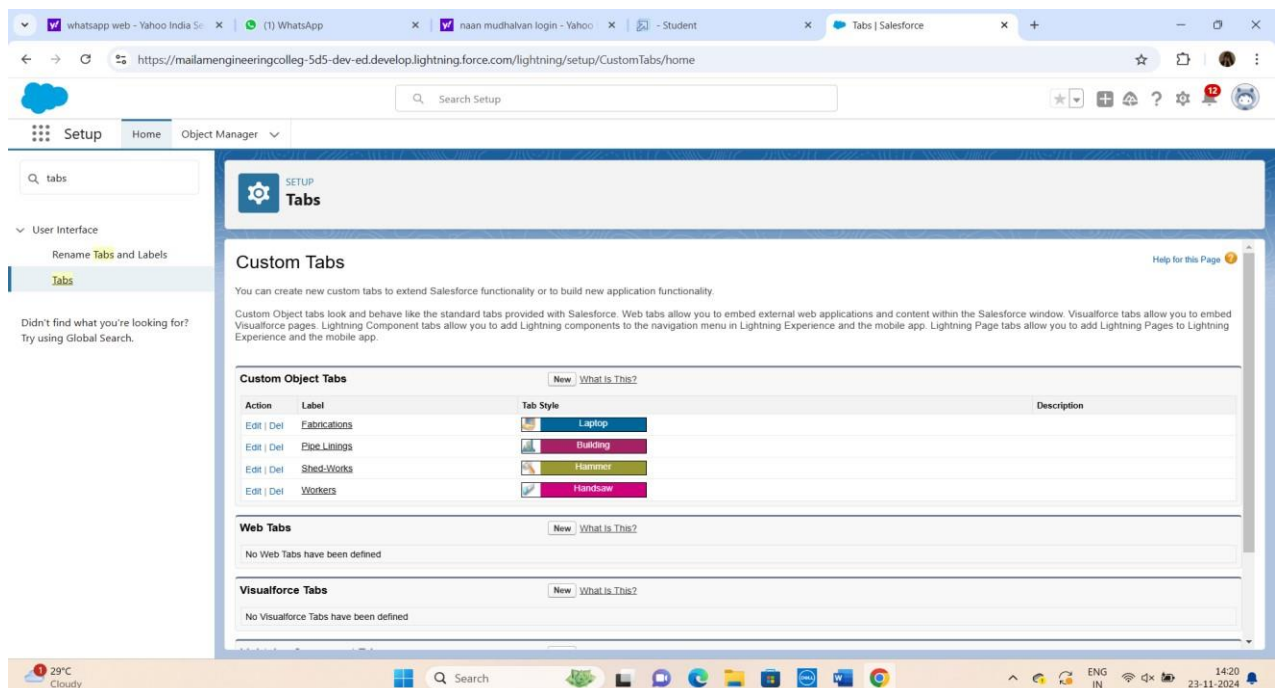 whatsapp web - Yahoo India Se
(1) WhatsApp
naan mudhalvan login - Yahoo
- Student
Tabs | Salesforce
https://mailamengineeringcolleg-5d5-dev-ed.develop.lightning.force.com/lightning/setup/CustomTabs/home
Search Setup
12
Setup Home Object Manager
tabs
SETUP
Tabs
User Interface
Rename Tabs and Labels
Tabs
Didn't find what you're looking for?
Try using Global Search.
Custom Tabs
Help for this Page
You can create new custom tabs to extend Salesforce functionality or to build new application functionality.
Custom Object tabs look and behave like the standard tabs provided with Salesforce. Web tabs allow you to embed external web applications and content within the Salesforce window. Visualforce tabs allow you to embed
Visualforce pages. Lightning Component tabs allow you to add Lightning components to the navigation menu in Lightning Experience and the mobile app. Lightning Page tabs allow you to add Lightning Pages to Lightning
Experience and the mobile app.
Custom Object Tabs New What Is This?
Action Label Tab Style Description
Edit | Del Fabrications Laptop
Edit | Del Pipe Linings Building
Edit | Del Shed-Works Hammer
Edit | Del Workers Handsaw
Web Tabs New What Is This?
No Web Tabs have been defined
Visualforce Tabs New What Is This?
No Visualforce Tabs have been defined
1
29°C
Cloudy
Search
ENG
IN
14:20
23-11-2024